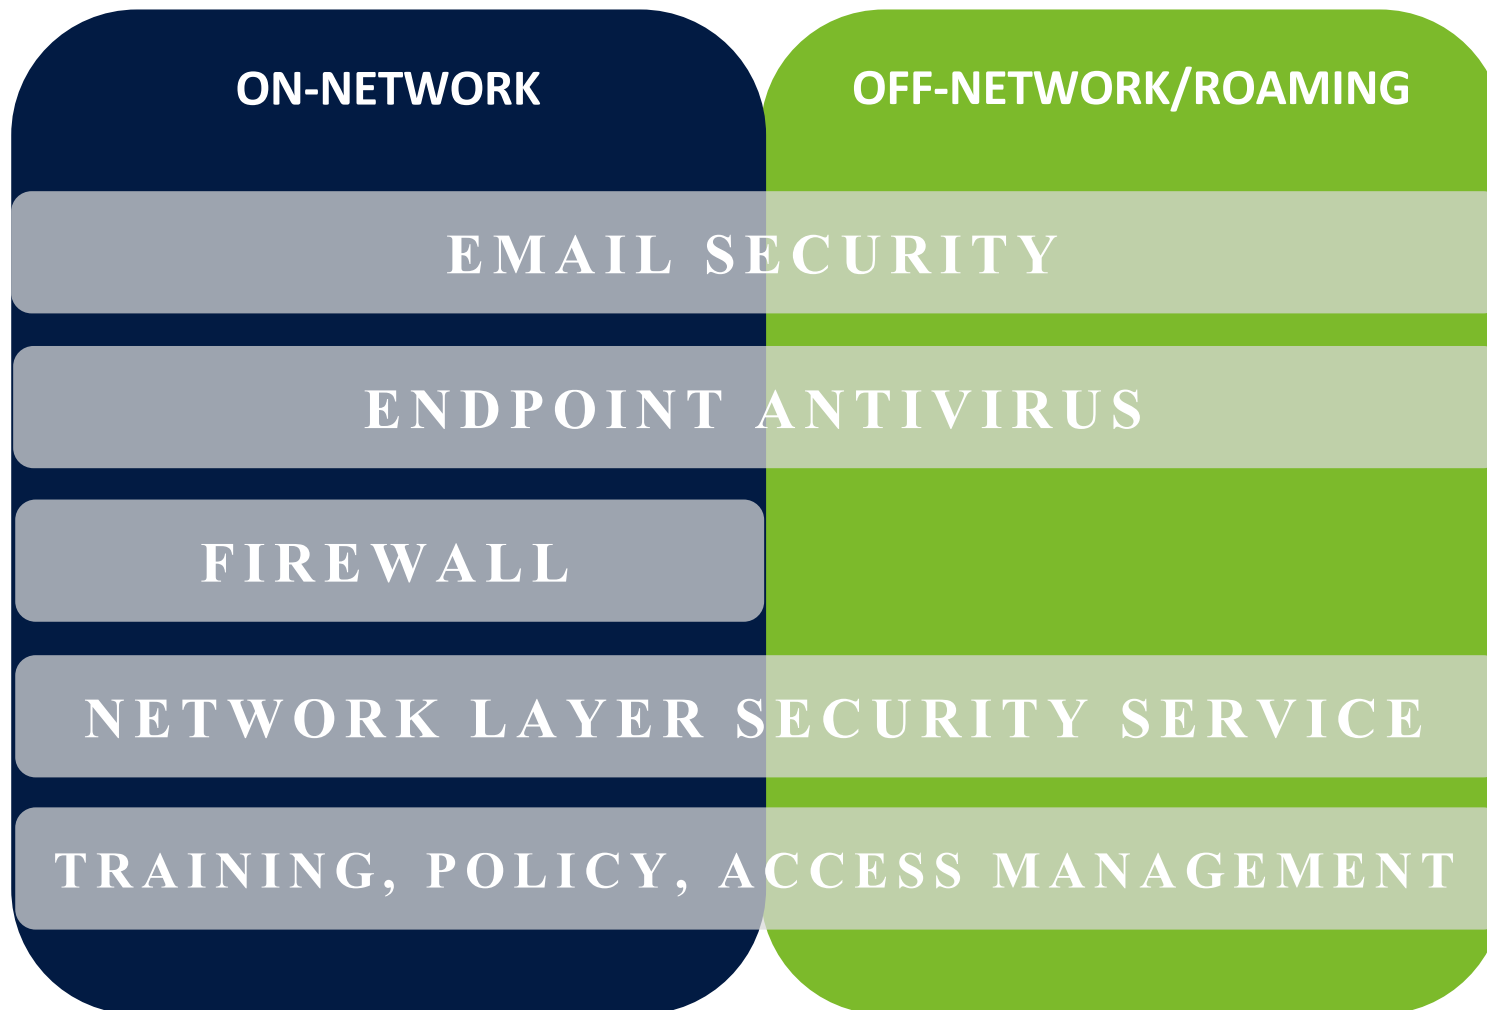 ON-NETWORK
OFF-NETWORK/ROAMING
EMAIL SECURITY
ENDPOINT ANTIVIRUS
FIREWALL
NETWORK LAYER SECURITY SERVICE
TRAINING, POLICY, ACCESS MANAGEMENT